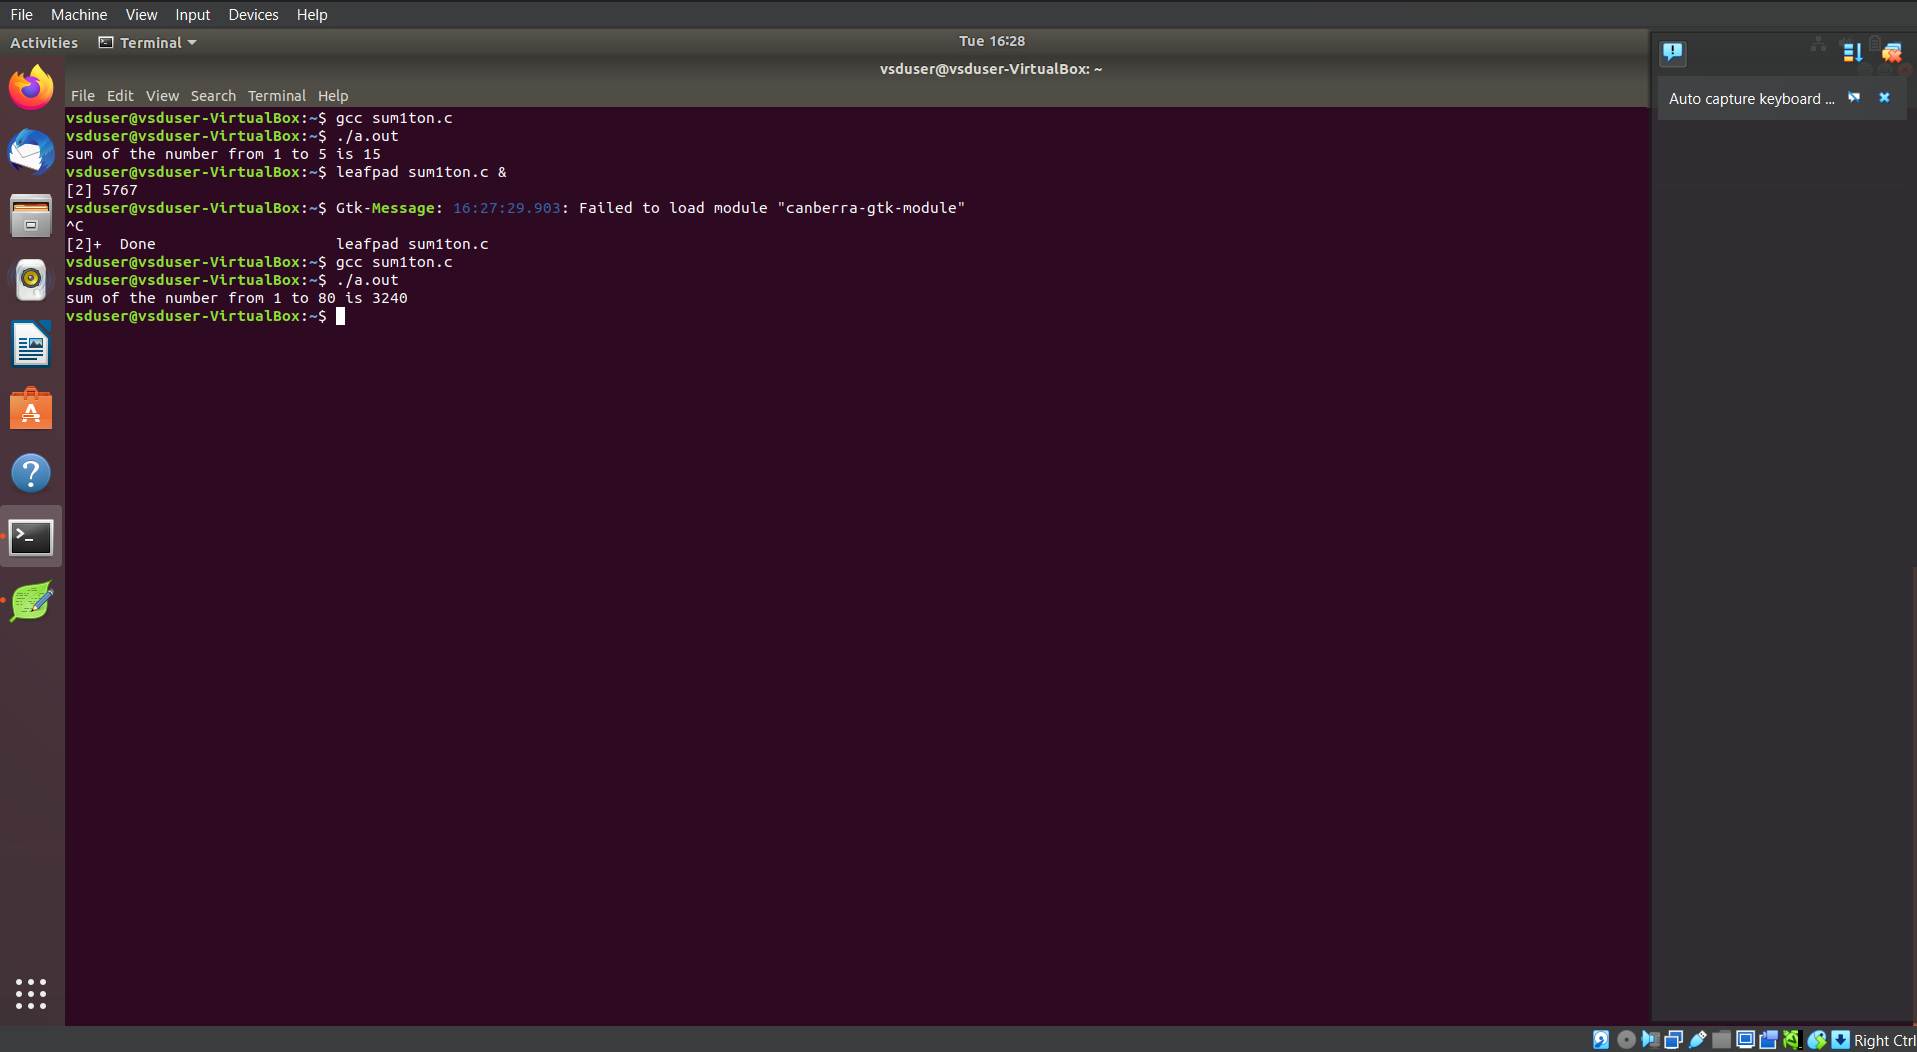 File Machine View Input Devices Help
Activities Terminal Tue 16:28
vsduser@vsduser-VirtualBox: ~
File Edit View Search Terminal Help
Auto capture keyboard ...
vsduser@vsduser-VirtualBox:~$ gcc sum1ton.c
vsduser@vsduser-VirtualBox:~$ ./a.out
sum of the number from 1 to 5 is 15
vsduser@vsduser-VirtualBox:~$ leafpad sum1ton.c &
[2] 5767
vsduser@vsduser-VirtualBox:~$ Gtk-Message: 16:27:29.903: Failed to load module "canberra-gtk-module"
^C
[2]+  Done                    leafpad sum1ton.c
vsduser@vsduser-VirtualBox:~$ gcc sum1ton.c
vsduser@vsduser-VirtualBox:~$ ./a.out
sum of the number from 1 to 80 is 3240
vsduser@vsduser-VirtualBox:~$
Right Ctrl